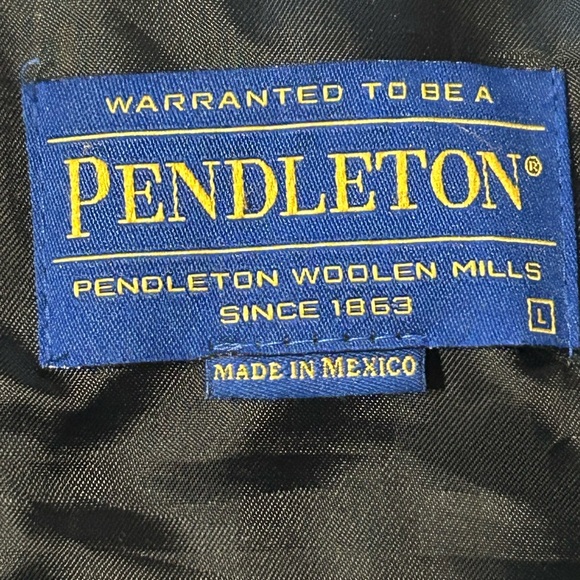 WARRANTED TO BE A
PENDLETON®
PENDLETON WOOLEN MILLS
SINCE 1863
L
MADE IN MEXICO